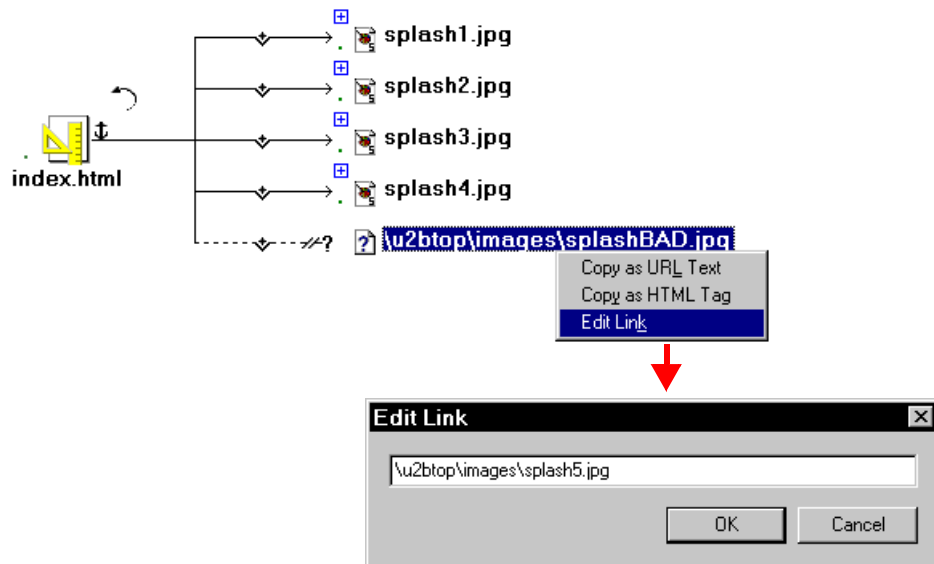 splash1.jpg
splash2.jpg
splash3.jpg
index.html
splash4.jpg
?
\u2btop\images\splashBAD.jpg
Copy as URL Text
Copy as HTML Tag
Edit Link
Edit Link
\u2btop\images\splash5.jpg
OK Cancel